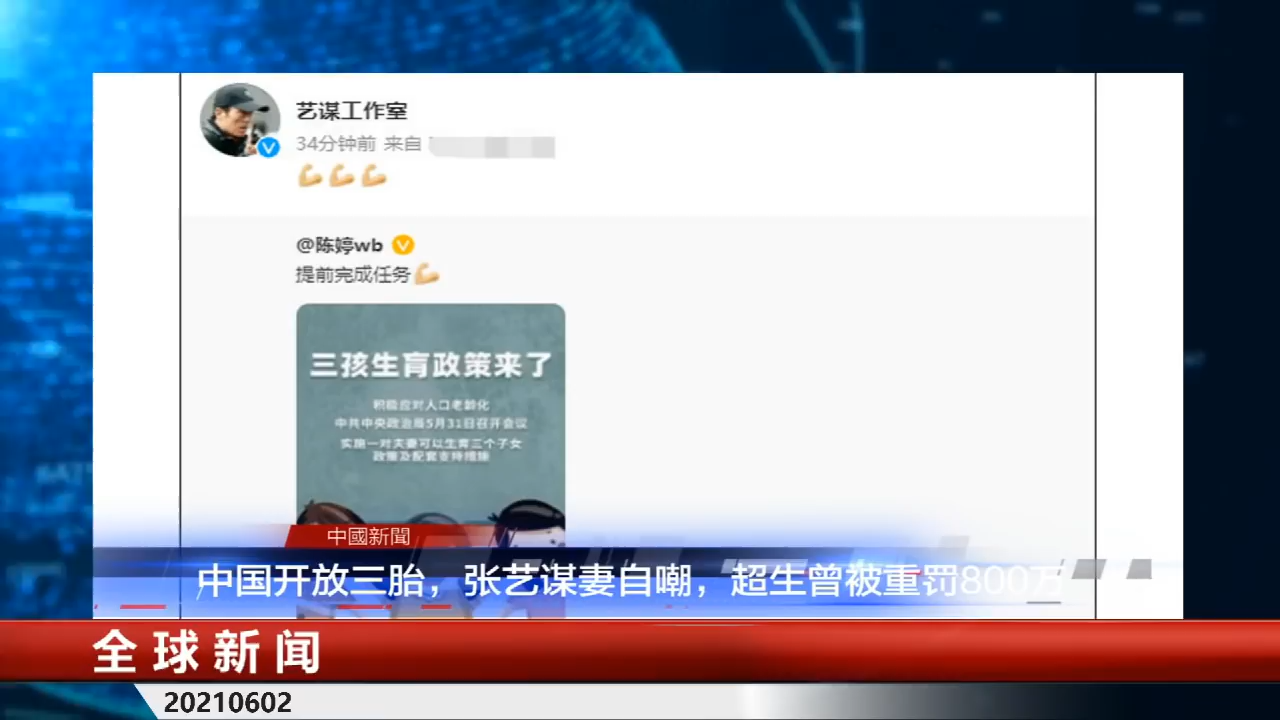 艺谋工作室
34分钟前 来自
@陈婷wb
提前完成任务
三孩生育政策来了
积极应对人口老龄化
中共中央政治局5月31日召开会议
实施一对夫妻可以生育三个子女
政策及配套支持措施
中國新聞
中国开放三胎，张艺谋妻自嘲，超生曾被重罚800万
全球新闻
20210602